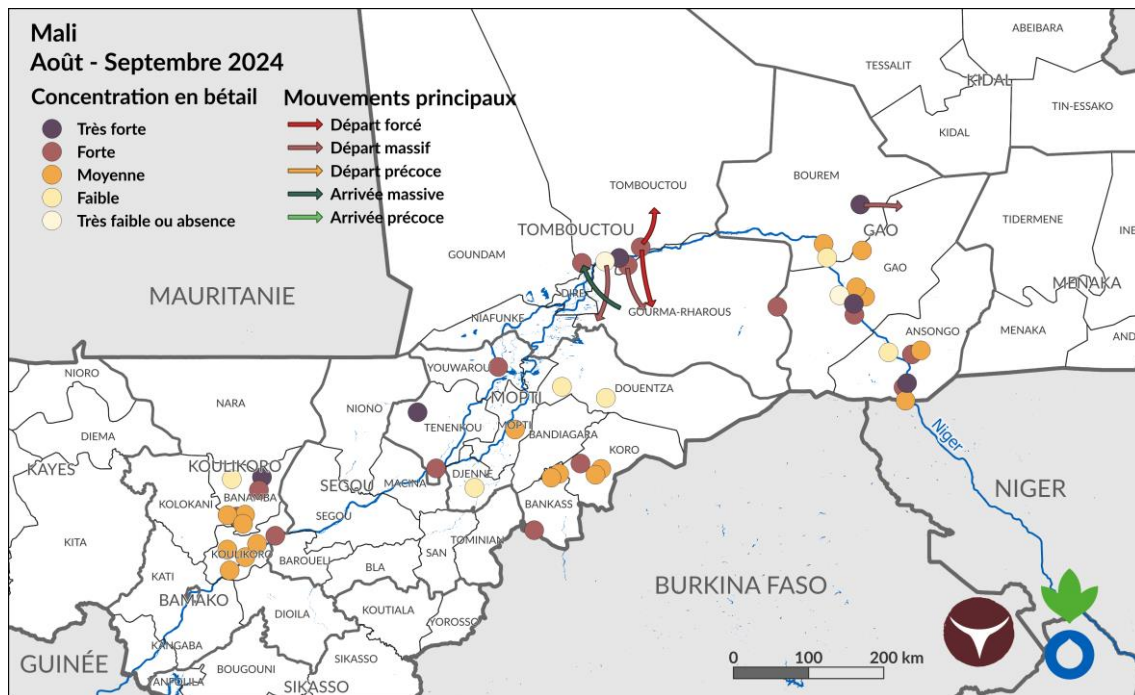 Mali
Août - Septembre 2024
Concentration en bétail
Très forte
Forte
Moyenne
Faible
Très faible ou absence
Mouvements principaux
Départ forcé
Départ massif
Départ précoce
Arrivée massive
Arrivée précoce
ABEIBARA
TESSALIT
KIDAL
TIN-ESSAKO
KIDAL
TOMBOUCTOU
BOUREM
TIDERMENE
TOMBOUCTOU
GAO
GOUNDAM
GAO
INE
MENAKA
MAURITANIE
DIRE
GOURMA-RHAROUS
NIAFUNKE
ANSONGO
MENAKA
AND
YOUWAROU
NIORO
NARA
NIONO
DOUENTZA
MOPTI
TENENKOU
MOPTI
BANDIAGARA
DIEMA
KORO
Niger
KAYES
KOULIKORO
SEGOU
MACINA
DJENNE
NIGER
KOLOKANI
BANAMBA
BANKASS
SEGOU
KITA
TOMINIAN
KOULIKORO
SAN
KATI
BAROUELI
BLA
BURKINA FASO
BAMAKO
DIOILA
KOUTIALA
YOROSSO
KANGABA
GUINÉE
BOUGOUNI
SIKASSO
YANFOLILA
SIKASSO
0 100 200 km